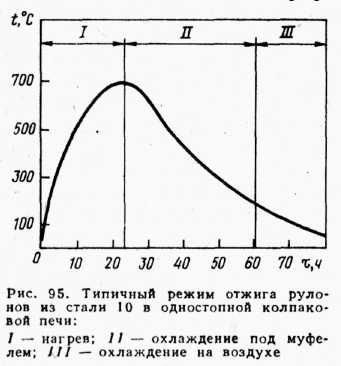 t,°C
I II III
700
500
300
100
0 10 20 30 40 50 60 70 τ,ч
Рис. 95. Типичный режим отжига руло-
нов из стали 10 в одностопной колпако-
вой печи:
I — нагрев; II — охлаждение под муфе-
лем; III — охлаждение на воздухе